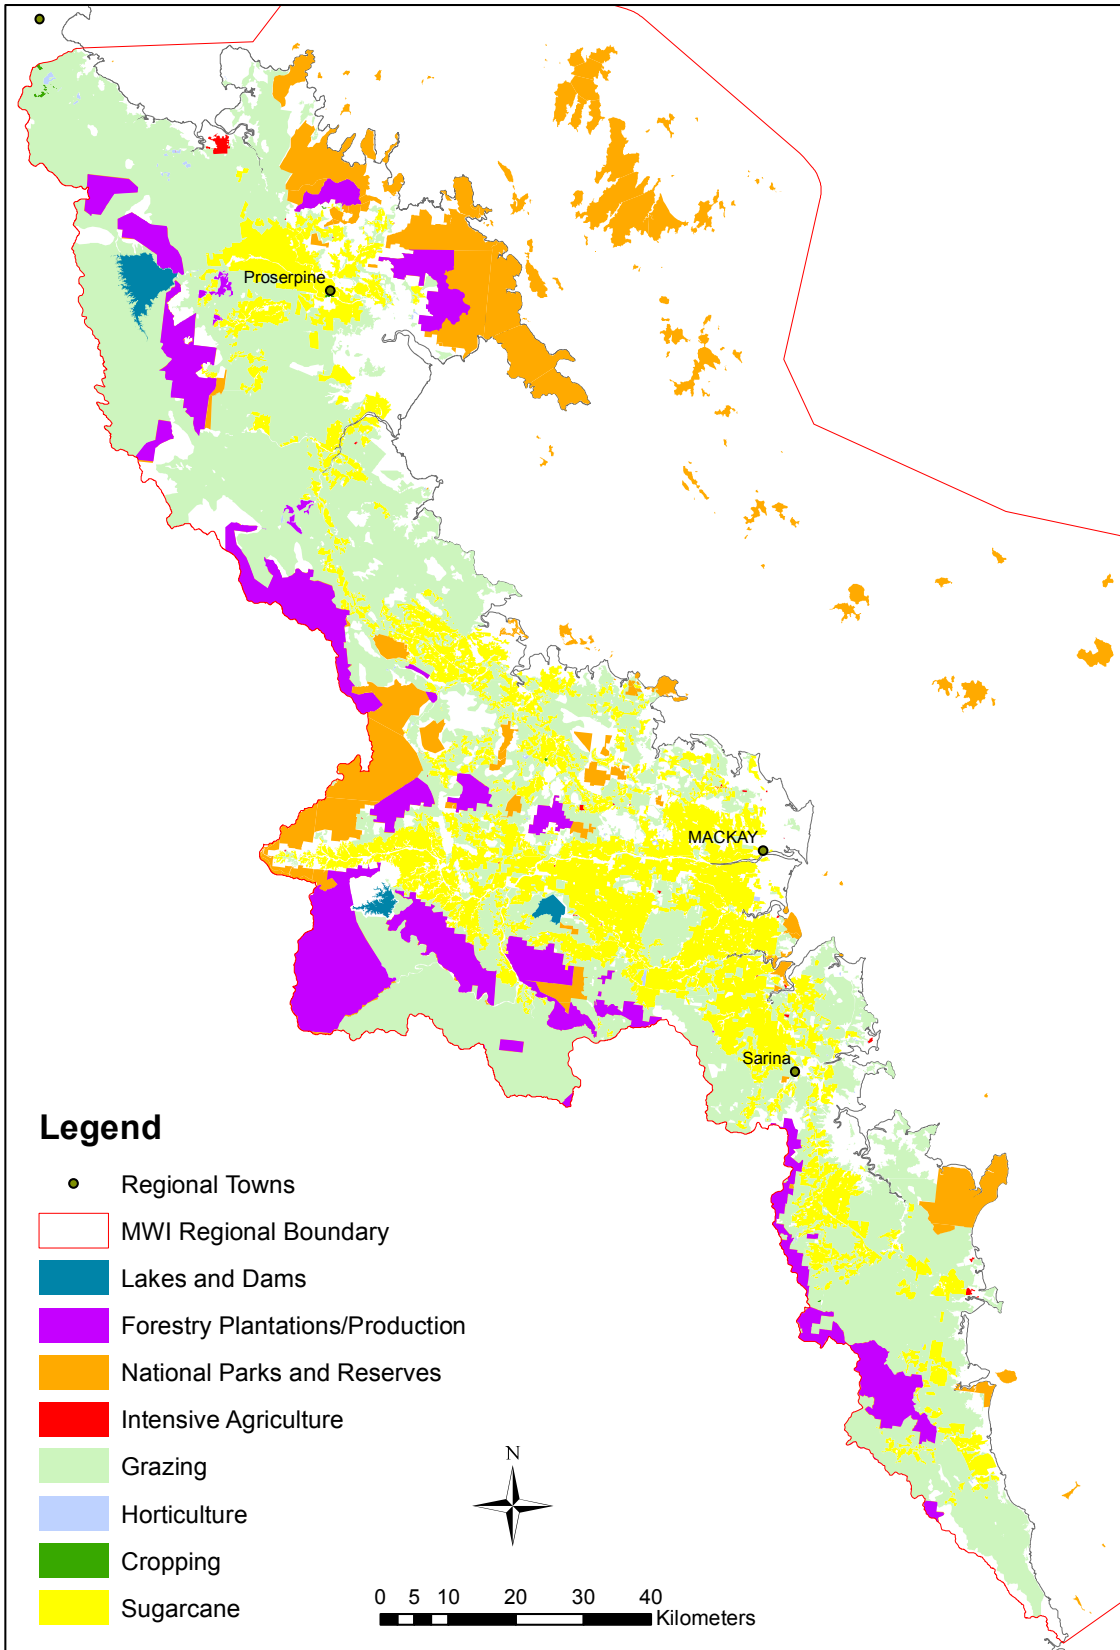 Proserpine
MACKAY
Sarina
Legend
Regional Towns
MWI Regional Boundary
Lakes and Dams
Forestry Plantations/Production
National Parks and Reserves
Intensive Agriculture
Grazing
Horticulture
Cropping
Sugarcane
N
0 5 10 20 30 40
Kilometers